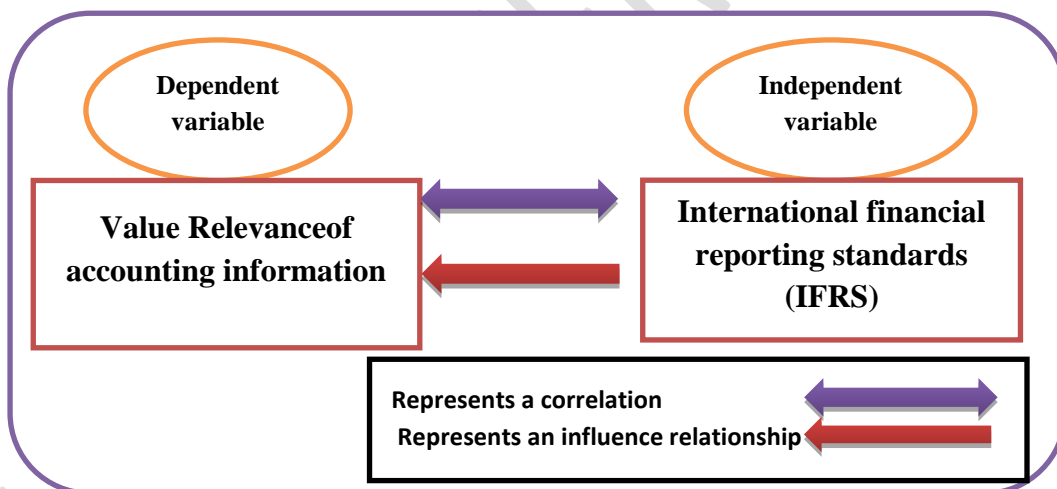 Dependent
variable
Independent
variable
Value Relevanceof
accounting information
International financial
reporting standards
(IFRS)
Represents a correlation
Represents an influence relationship